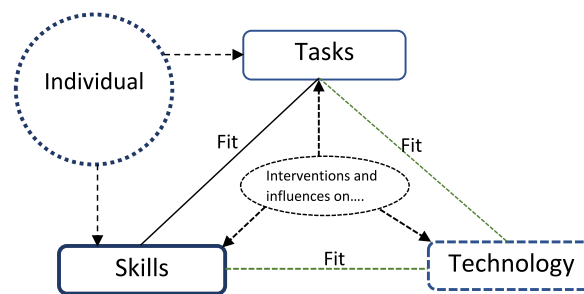 Tasks
Individual
Fit
Fit
Interventions and
influences on....
Fit
Skills
Technology